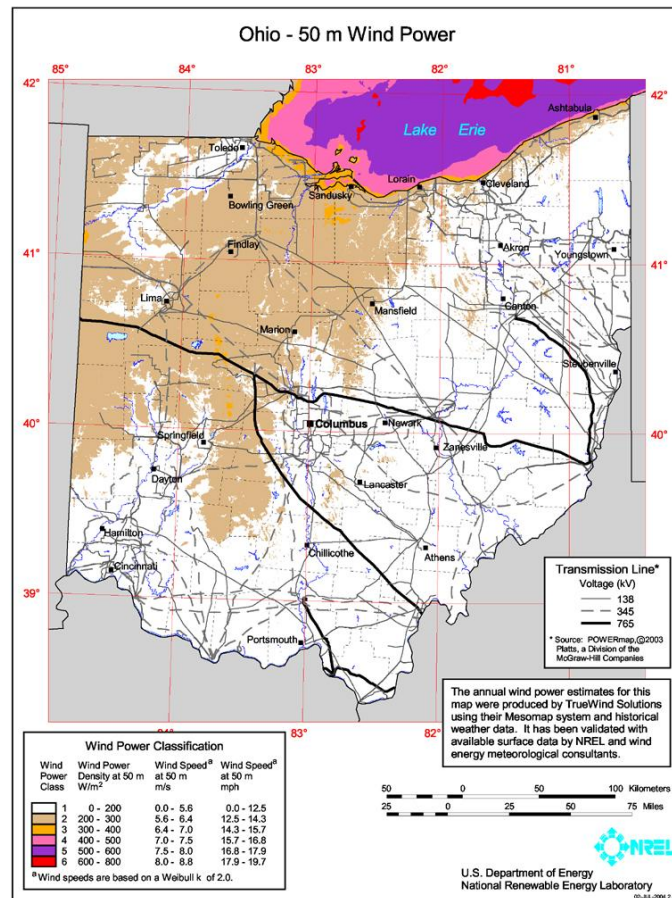 Ohio - 50 m Wind Power
85° 84° 83° 82° 81°
42° 42°
Ashtabula
Lake Erie
Toledo
Lorain
Cleveland
Sandusky
Bowling Green
41° 41°
Akron
Youngstown
Findlay
Lima
Canton
Mansfield
Marion
Steubenville
40° 40°
Columbus
Newark
Springfield
Zanesville
Dayton
Lancaster
Hamilton
Chillicothe
Athens
Cincinnati
39° 39°
Portsmouth
84° 83° 82°
Transmission Line*
Voltage (kV)
138
345
765
* Source: POWERmap,©2003
Platts, a Division of the
McGraw-Hill Companies
The annual wind power estimates for this
map were produced by TrueWind Solutions
using their Mesomap system and historical
weather data. It has been validated with
available surface data by NREL and wind
energy meteorological consultants.
Wind Power Classification
Wind Wind Power Wind Speed a Wind Speed a
Power Density at 50 m at 50 m at 50 m
Class W/m² m/s mph
1 0 - 200 0.0 - 5.6 0.0 - 12.5
2 200 - 300 5.6 - 6.4 12.5 - 14.3
3 300 - 400 6.4 - 7.0 14.3 - 15.7
4 400 - 500 7.0 - 7.5 15.7 - 16.8
5 500 - 600 7.5 - 8.0 16.8 - 17.9
6 600 - 800 8.0 - 8.8 17.9 - 19.7
a Wind speeds are based on a Weibull k of 2.0.
50 0 50 100 Kilometers
25 0 25 50 75 Miles
NREL
U.S. Department of Energy
National Renewable Energy Laboratory